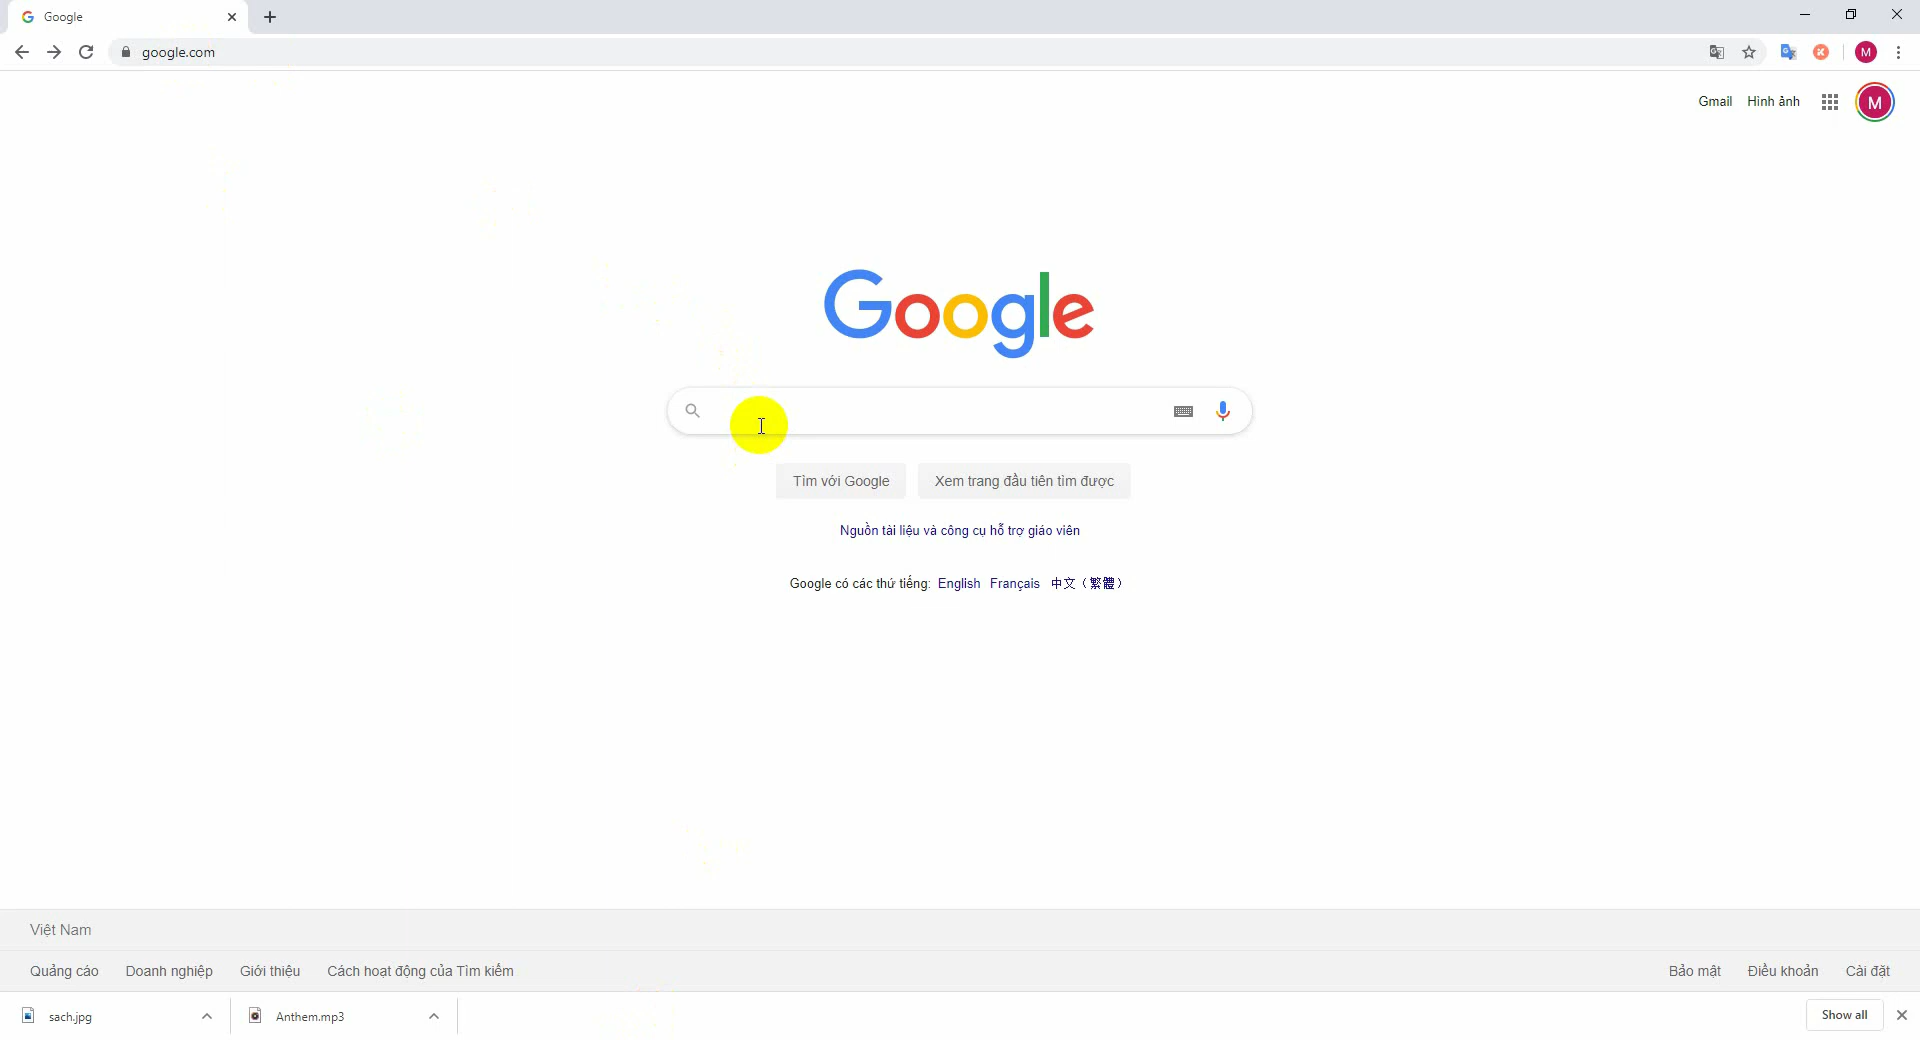 Google
google.com
M
Gmail Hình ảnh
M
Google
Tìm với Google Xem trang đầu tiên tìm được
Nguồn tài liệu và công cụ hỗ trợ giáo viên
Google có các thứ tiếng: English Français 中文（繁體）
Việt Nam
Quảng cáo Doanh nghiệp Giới thiệu Cách hoạt động của Tìm kiếm Bảo mật Điều khoản Cài đặt
sach.jpg Anthem.mp3 Show all